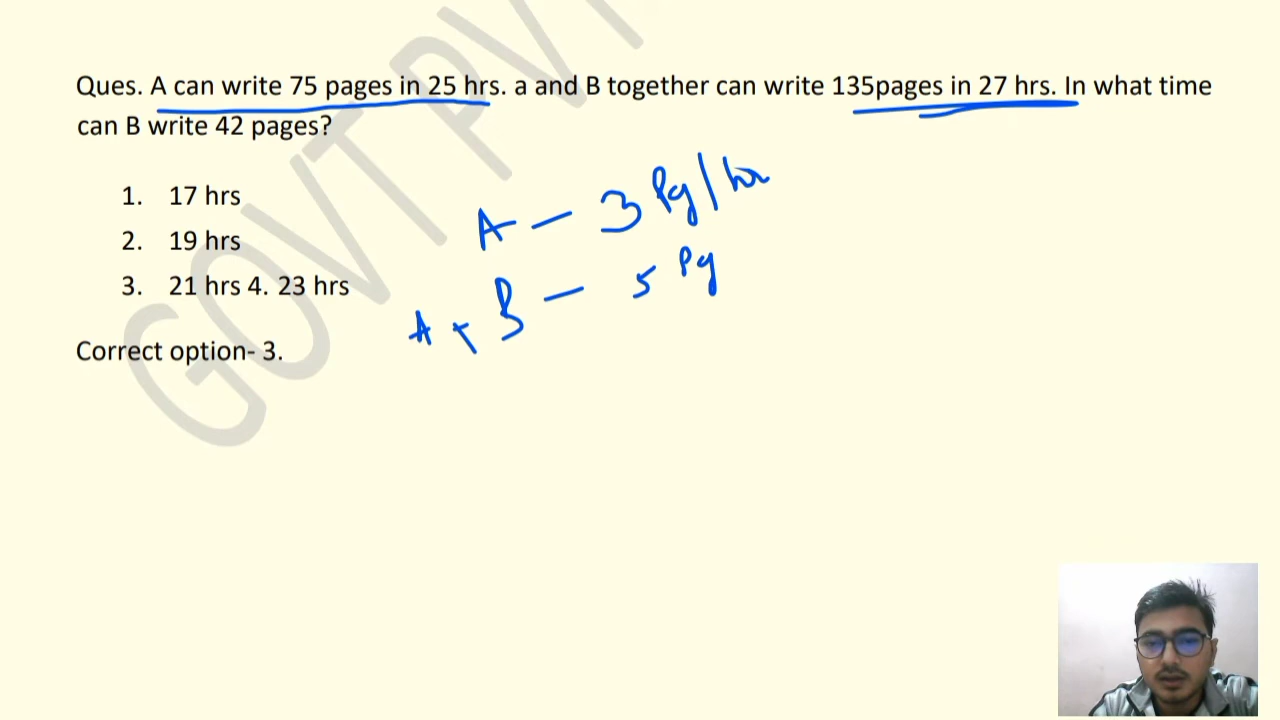 Ques. A can write 75 pages in 25 hrs. a and B together can write 135pages in 27 hrs. In what time
can B write 42 pages?
1. 17 hrs
2. 19 hrs
3. 21 hrs 4. 23 hrs
Correct option- 3.
A — 3 Pg/hr
A + B — 5 Pg
GOVT PVT